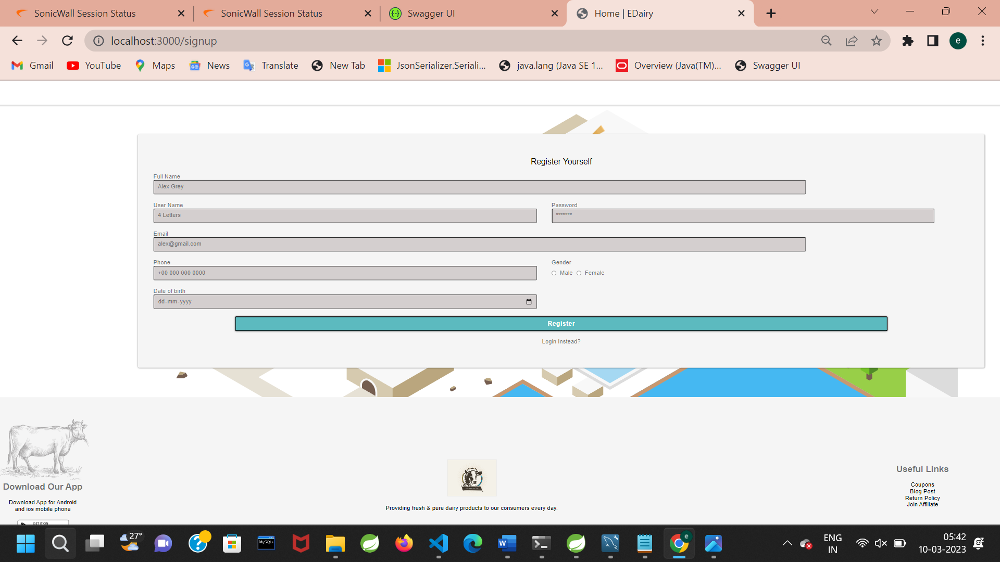 SonicWall Session Status
SonicWall Session Status
Swagger UI
Home | EDairy
localhost:3000/signup
e
Gmail
YouTube
Maps
News
Translate
New Tab
JsonSerializer.Seriali...
java.lang (Java SE 1...
Overview (Java(TM)...
Swagger UI
Register Yourself
Full Name
Alex Grey
User Name
Password
4 Letters
*******
Email
alex@gmail.com
Phone
Gender
+00 000 000 0000
Male
Female
Date of birth
dd-mm-yyyy
Register
Login Instead?
Download Our App
Download App for Android
and ios mobile phone
GET IT ON
Providing fresh & pure dairy products to our consumers every day.
Useful Links
Coupons
Blog Post
Return Policy
Join Affiliate
27°
MySQL
W
e
ENG
IN
05:42
10-03-2023